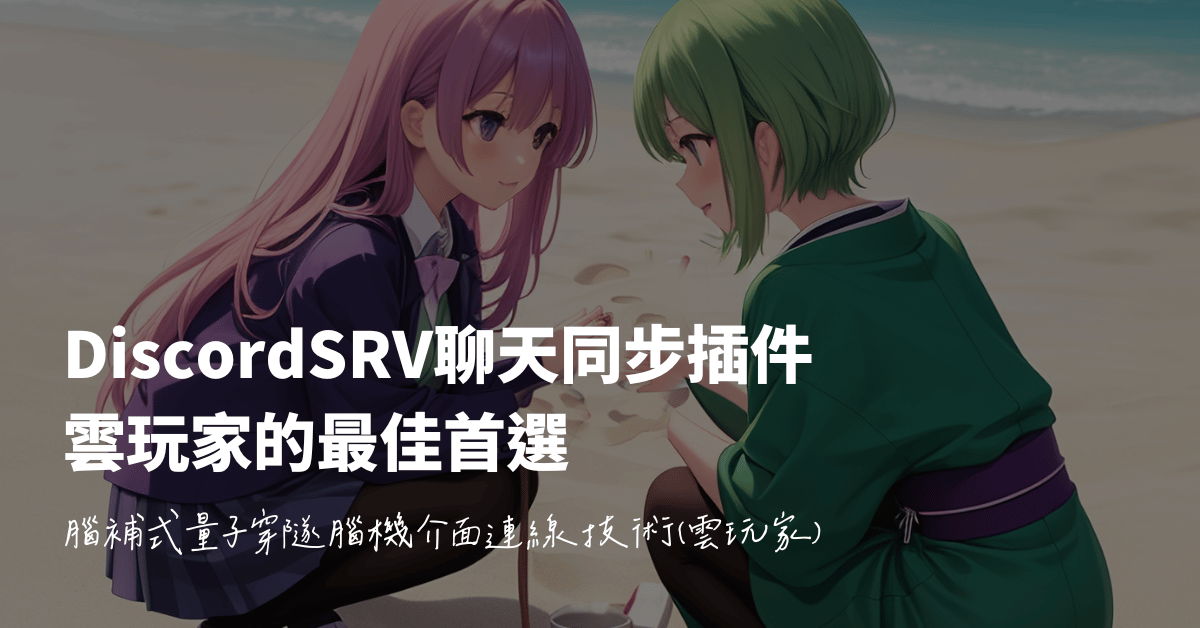 DiscordSRV聊天同步插件
雲玩家的最佳首選
腦補式量子穿隧腦機介面連線技術(雲玩家)